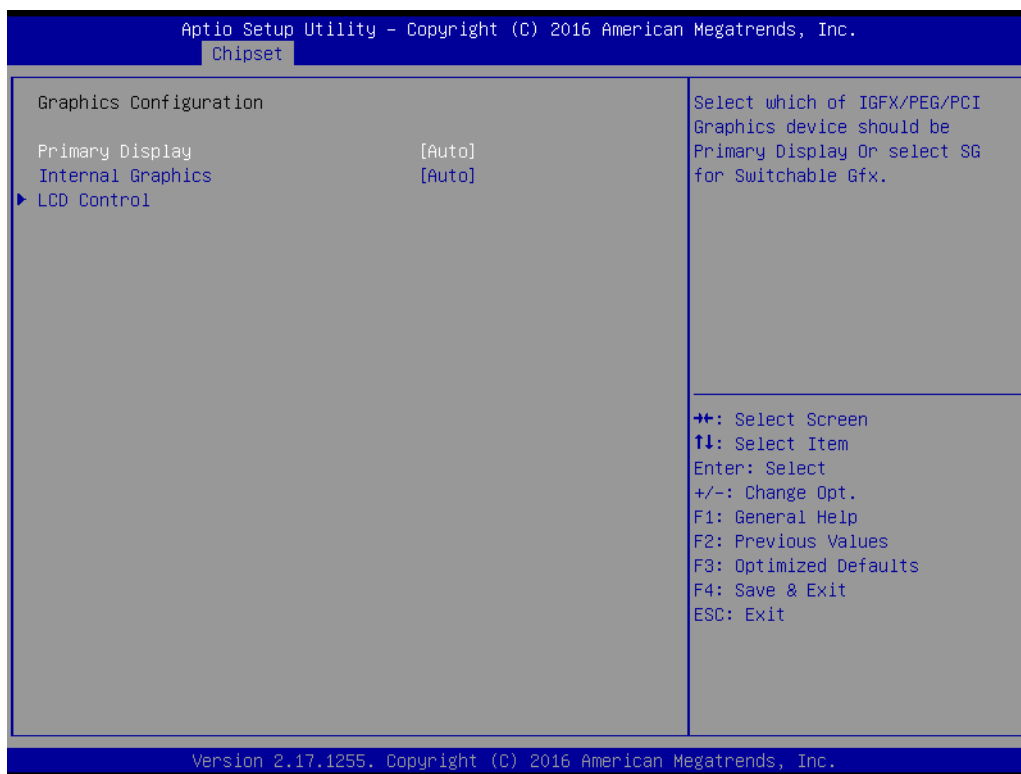 Aptio Setup Utility – Copyright (C) 2016 American Megatrends, Inc.
Chipset
Graphics Configuration
Primary Display [Auto]
Internal Graphics [Auto]
▶ LCD Control
Select which of IGFX/PEG/PCI
Graphics device should be
Primary Display Or select SG
for Switchable Gfx.
→←: Select Screen
↑↓: Select Item
Enter: Select
+/-: Change Opt.
F1: General Help
F2: Previous Values
F3: Optimized Defaults
F4: Save & Exit
ESC: Exit
Version 2.17.1255. Copyright (C) 2016 American Megatrends, Inc.